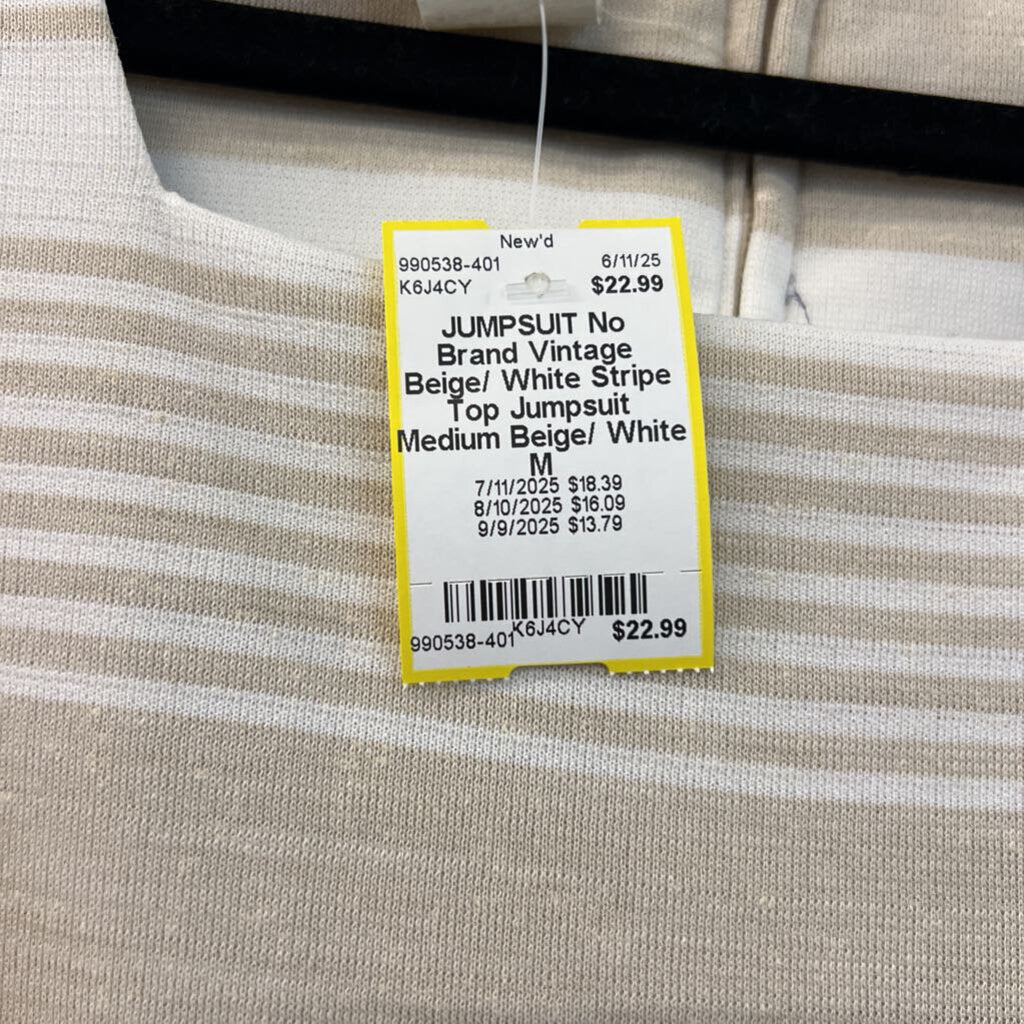 New'd
990538-401 6/11/25
K6J4CY $22.99
JUMPSUIT No
Brand Vintage
Beige/ White Stripe
Top Jumpsuit
Medium Beige/ White
M
7/11/2025 $18.39
8/10/2025 $16.09
9/9/2025 $13.79
990538-401 K6J4CY $22.99